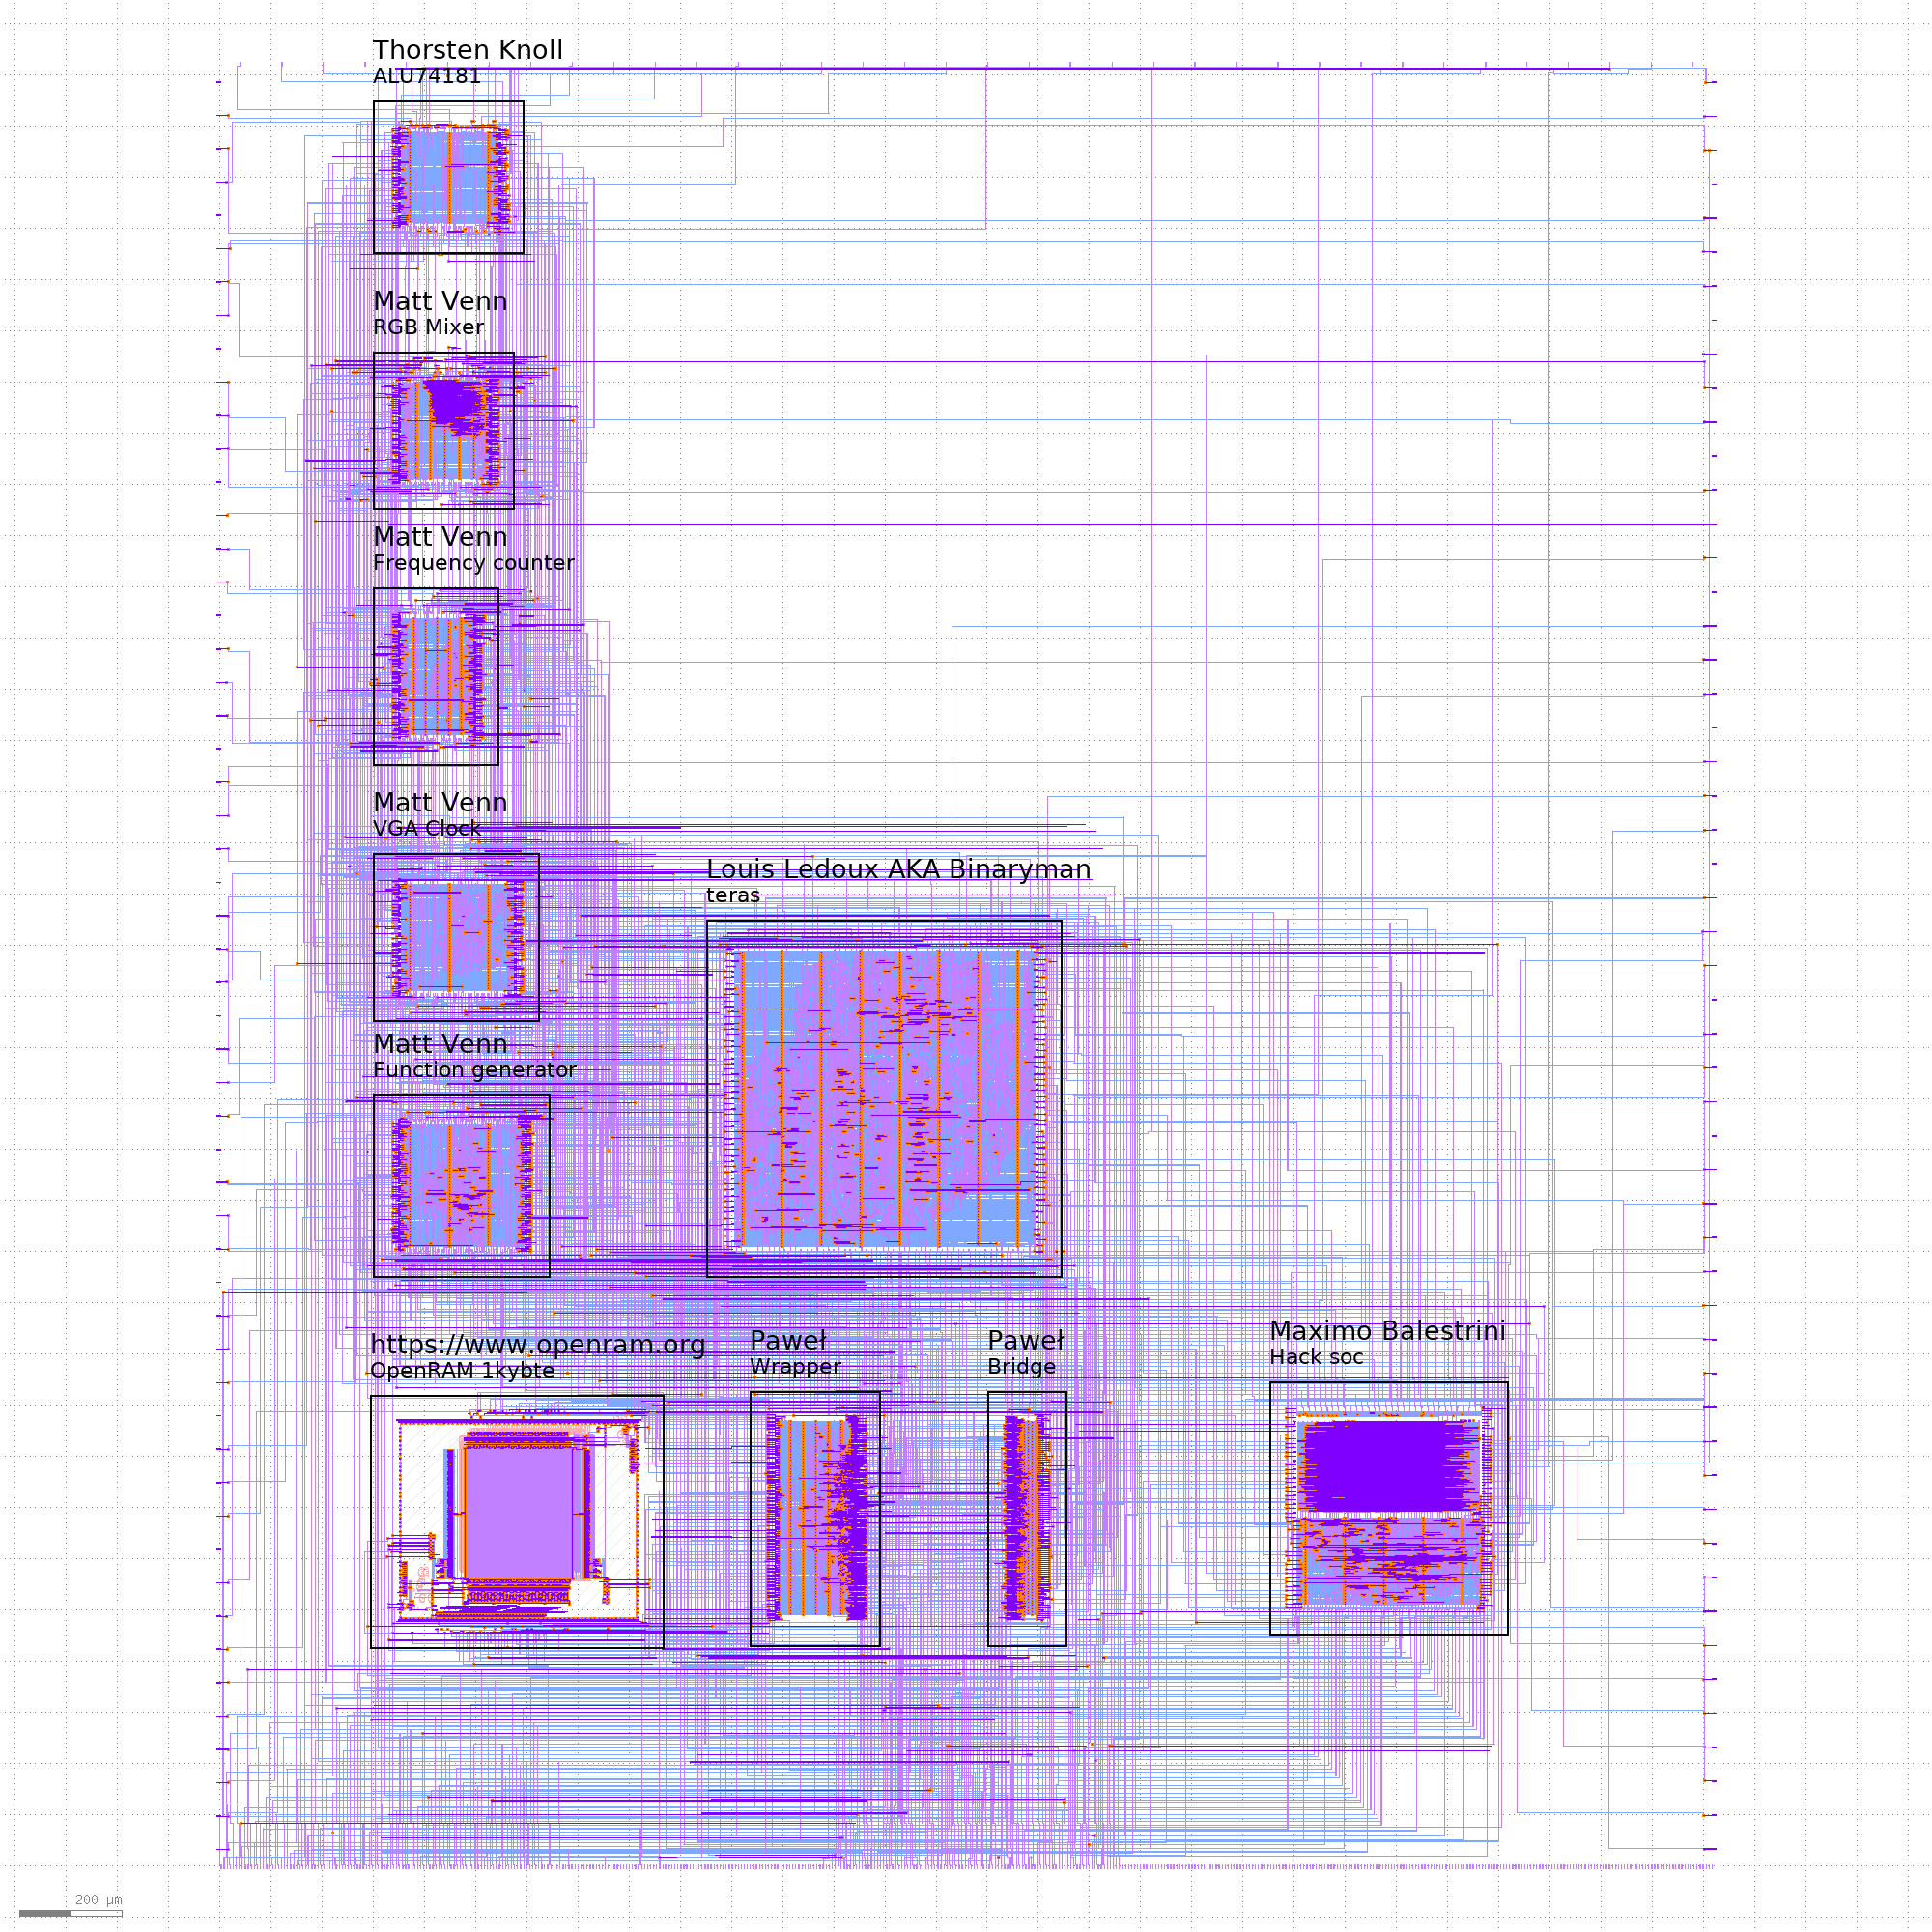 Thorsten Knoll
ALU74181
Matt Venn
RGB Mixer
Matt Venn
Frequency counter
Matt Venn
VGA Clock
Louis Ledoux AKA Binaryman
teras
Matt Venn
Function generator
https://www.openram.org
OpenRAM 1kybte
Paweł
Wrapper
Paweł
Bridge
Maximo Balestrini
Hack soc
200 µm